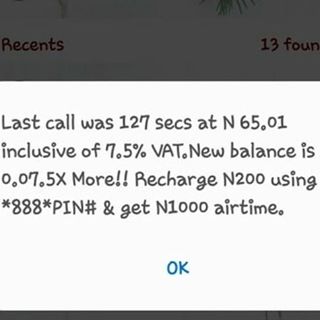 Recents 13 foun
Last call was 127 secs at N 65.01
inclusive of 7.5% VAT.New balance is
0.07.5X More!! Recharge N200 using
*888*PIN# & get N1000 airtime.
OK